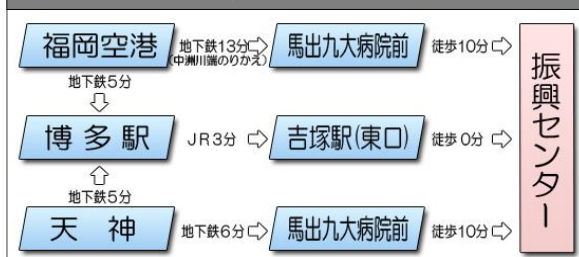 福岡空港 地下鉄13分 馬出九大病院前 徒歩10分
(中洲川端のりかえ)
地下鉄5分
博多駅 JR3分 吉塚駅(東口) 徒歩0分
地下鉄5分
天神 地下鉄6分 馬出九大病院前 徒歩10分
振興センター